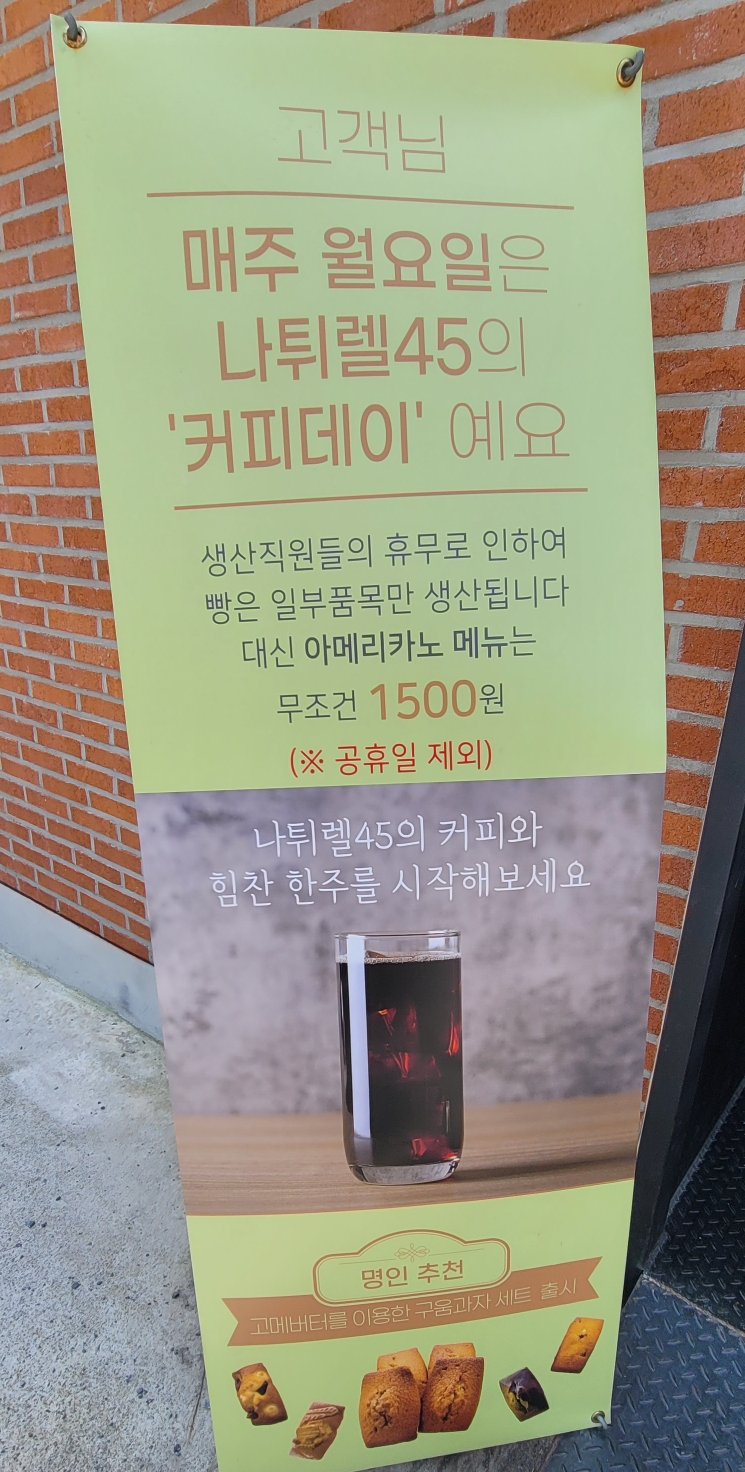 고객님
매주 월요일은
나튀렐45의
'커피데이' 예요
생산직원들의 휴무로 인하여
빵은 일부품목만 생산됩니다
대신 아메리카노 메뉴는
무조건 1500원
(※ 공휴일 제외)
나튀렐45의 커피와
힘찬 한주를 시작해보세요
명인 추천
고메버터를 이용한 구움과자 세트 출시